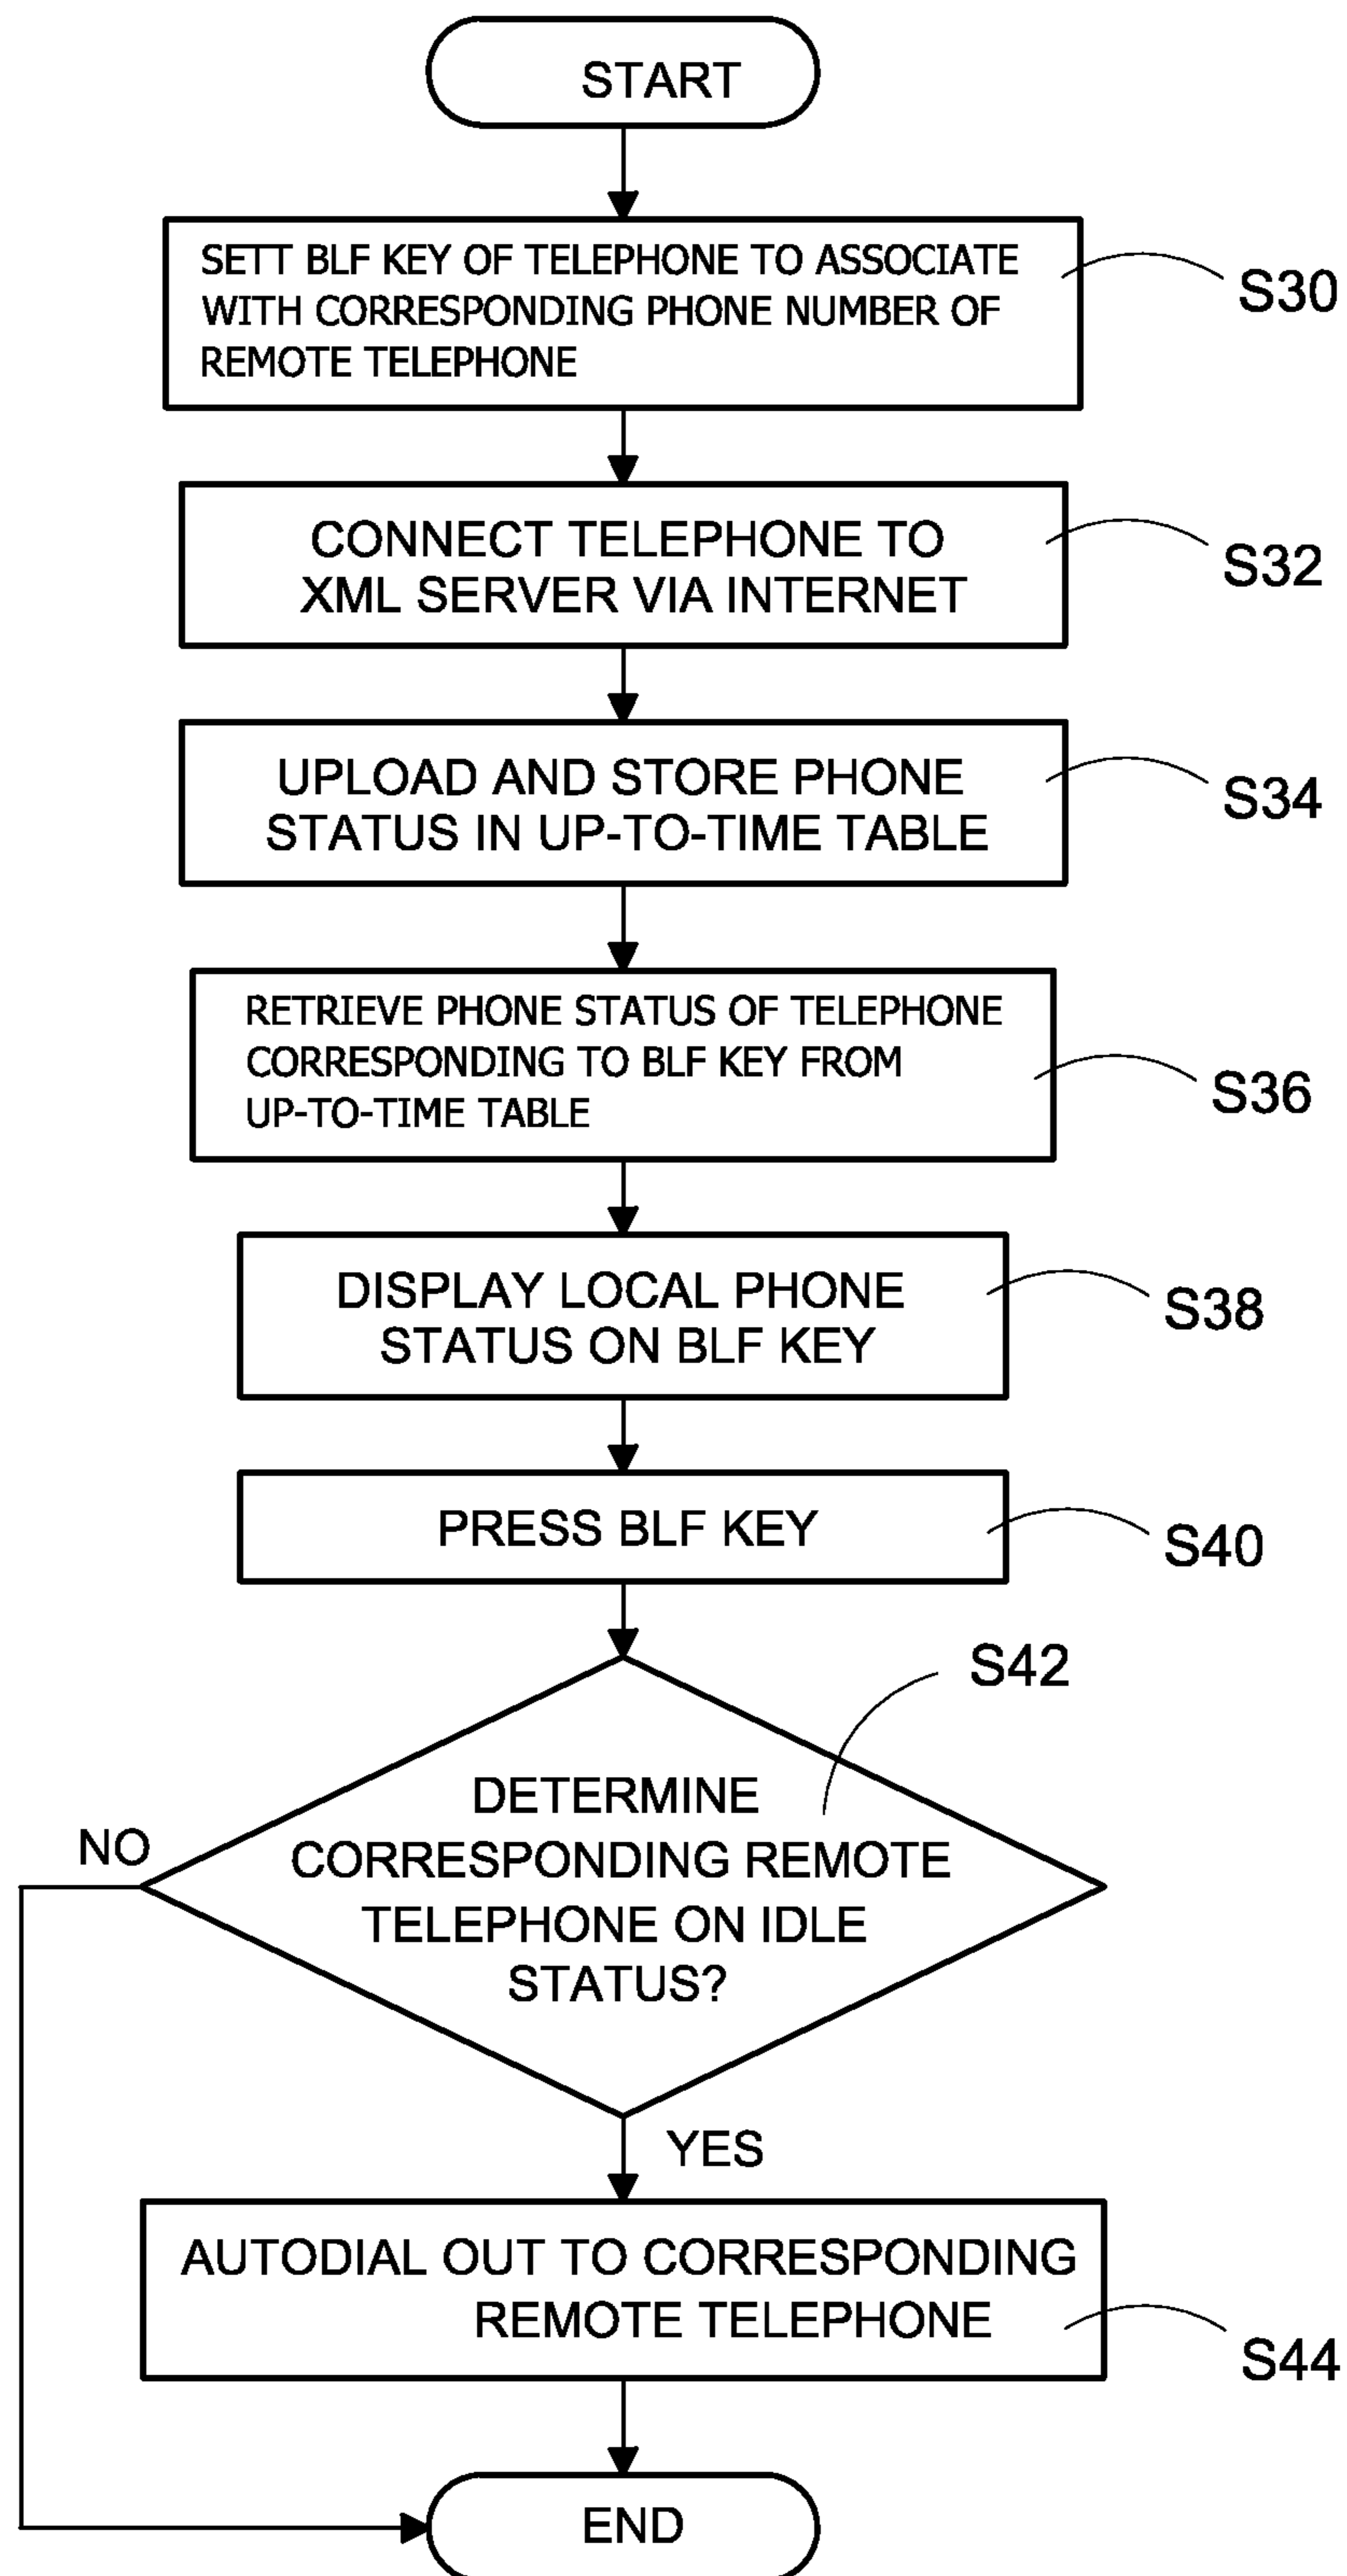 START
SETT BLF KEY OF TELEPHONE TO ASSOCIATE
WITH CORRESPONDING PHONE NUMBER OF
REMOTE TELEPHONE
S30
CONNECT TELEPHONE TO
XML SERVER VIA INTERNET
S32
UPLOAD AND STORE PHONE
STATUS IN UP-TO-TIME TABLE
S34
RETRIEVE PHONE STATUS OF TELEPHONE
CORRESPONDING TO BLF KEY FROM
UP-TO-TIME TABLE
S36
DISPLAY LOCAL PHONE
STATUS ON BLF KEY
S38
PRESS BLF KEY
S40
S42
DETERMINE
CORRESPONDING REMOTE
TELEPHONE ON IDLE
STATUS?
NO
YES
AUTODIAL OUT TO CORRESPONDING
REMOTE TELEPHONE
S44
END